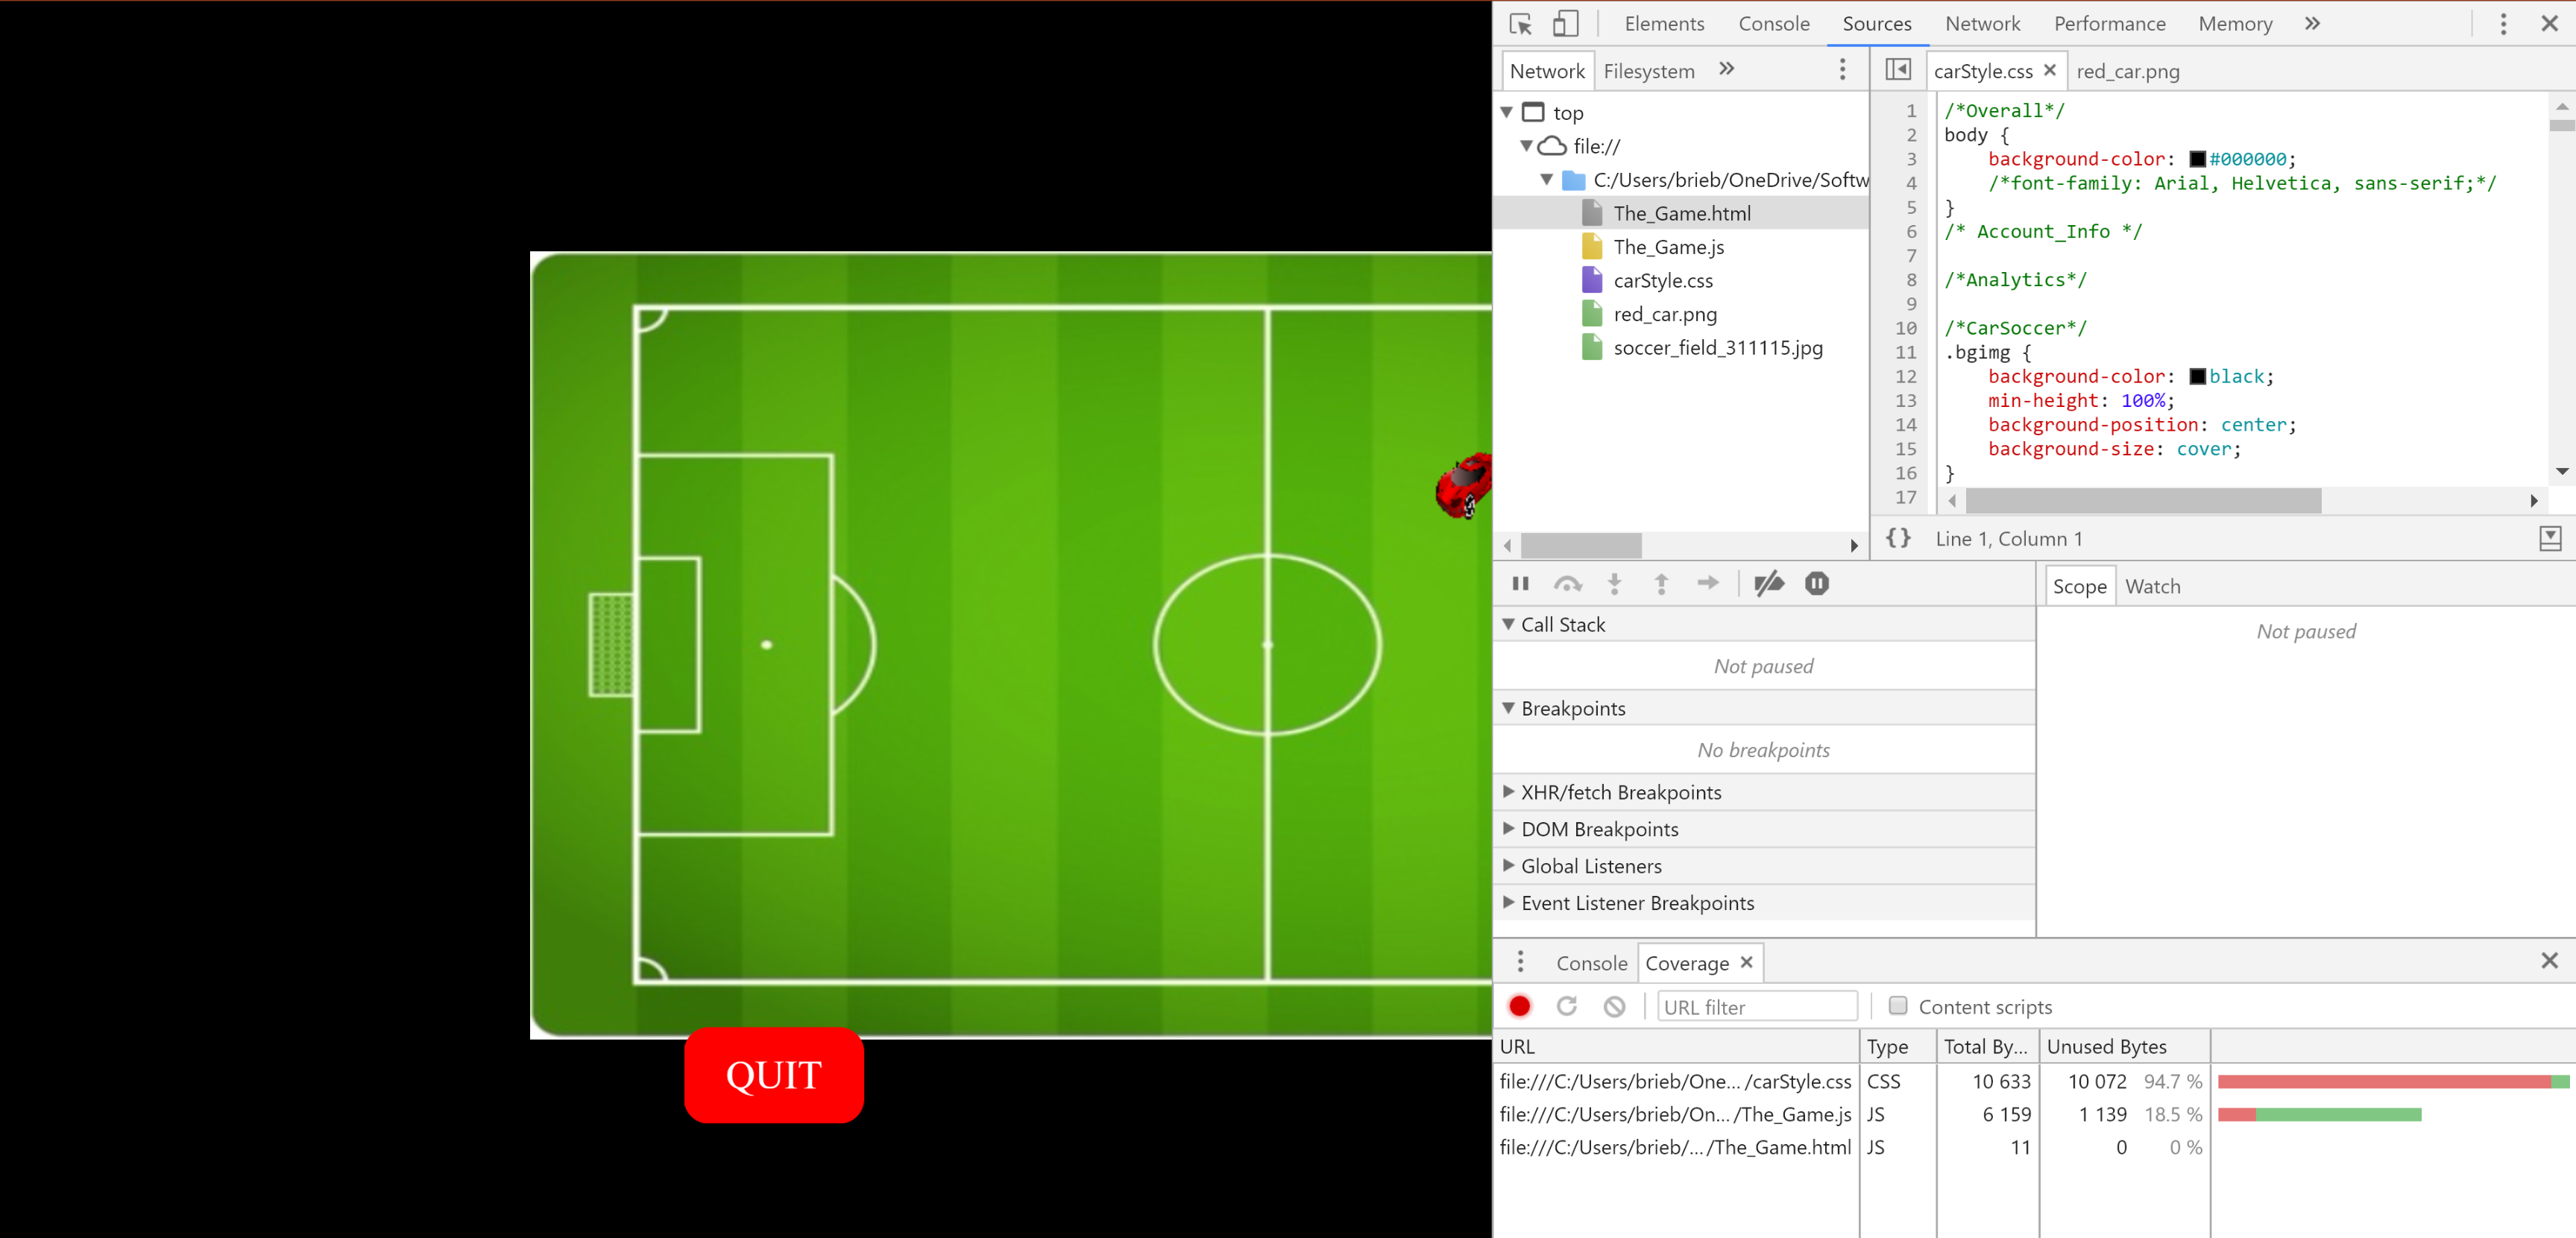 QUIT
Elements Console Sources Network Performance Memory »
Network Filesystem »
top
file://
C:/Users/brieb/OneDrive/Softw
The_Game.html
The_Game.js
carStyle.css
red_car.png
soccer_field_311115.jpg
carStyle.css × red_car.png
1 /*Overall*/
2 body {
3 background-color: #000000;
4 /*font-family: Arial, Helvetica, sans-serif;*/
5 }
6 /* Account_Info */
7
8 /*Analytics*/
9
10 /*CarSoccer*/
11 .bgimg {
12 background-color: black;
13 min-height: 100%;
14 background-position: center;
15 background-size: cover;
16 }
17
{} Line 1, Column 1
Call Stack
Not paused
Breakpoints
No breakpoints
XHR/fetch Breakpoints
DOM Breakpoints
Global Listeners
Event Listener Breakpoints
Scope Watch
Not paused
Console Coverage ×
URL filter Content scripts
URL Type Total By... Unused Bytes
file:///C:/Users/brieb/One... /carStyle.css CSS 10 633 10 072 94.7 %
file:///C:/Users/brieb/On... /The_Game.js JS 6 159 1 139 18.5 %
file:///C:/Users/brieb/... /The_Game.html JS 11 0 0 %